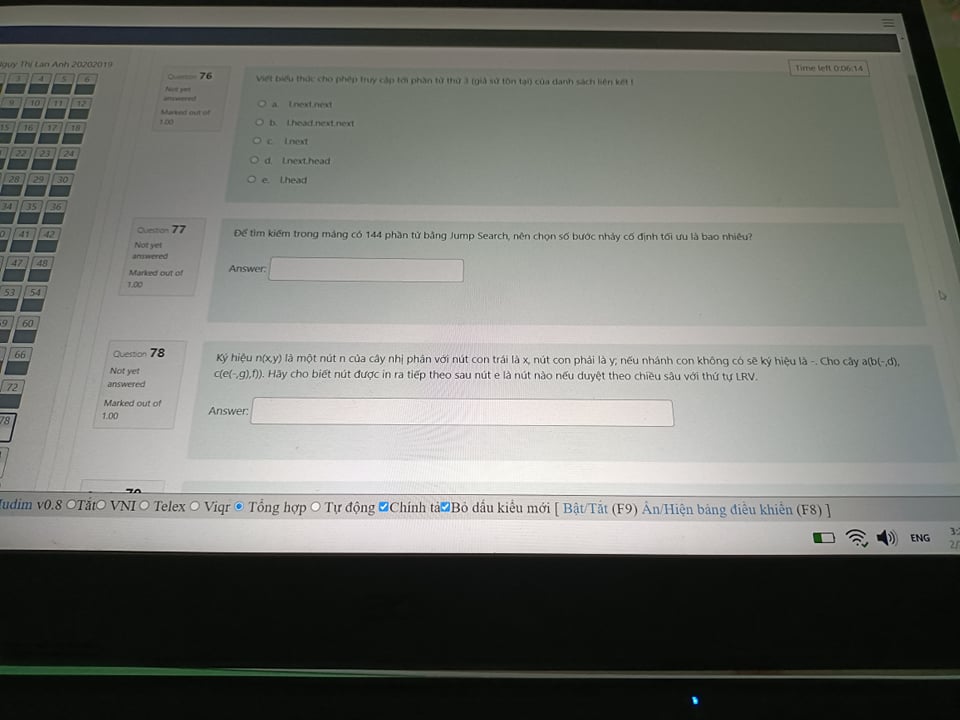 Nguỵ Thị Lan Anh 20202019
3 4 5 6
9 10 11 12
15 16 17 18
22 23 24
28 29 30
34 35 36
41 42
47 48
53 54
60
66
72
78
Time left 0:06:14
Question 76
Not yet
answered
Marked out of
1.00
Viết biểu thức cho phép truy cập tới phần tử thứ 3 (giả sử tồn tại) của danh sách liên kết l
a. l.next.next
b. l.head.next.next
c. l.next
d. l.next.head
e. l.head
Question 77
Not yet
answered
Marked out of
1.00
Để tìm kiếm trong mảng có 144 phần tử bằng Jump Search, nên chọn số bước nhảy cố định tối ưu là bao nhiêu?
Answer:
Question 78
Not yet
answered
Marked out of
1.00
Ký hiệu n(x,y) là một nút n của cây nhị phân với nút con trái là x, nút con phải là y; nếu nhánh con không có sẽ ký hiệu là -. Cho cây a(b(-,d),
c(e(-,g),f)). Hãy cho biết nút được in ra tiếp theo sau nút e là nút nào nếu duyệt theo chiều sâu với thứ tự LRV.
Answer:
Mudim v0.8 Tắt VNI Telex Viqr Tổng hợp Tự động Chính tả Bỏ dấu kiểu mới [ Bật/Tắt (F9) Ẩn/Hiện bảng điều khiển (F8) ]
ENG